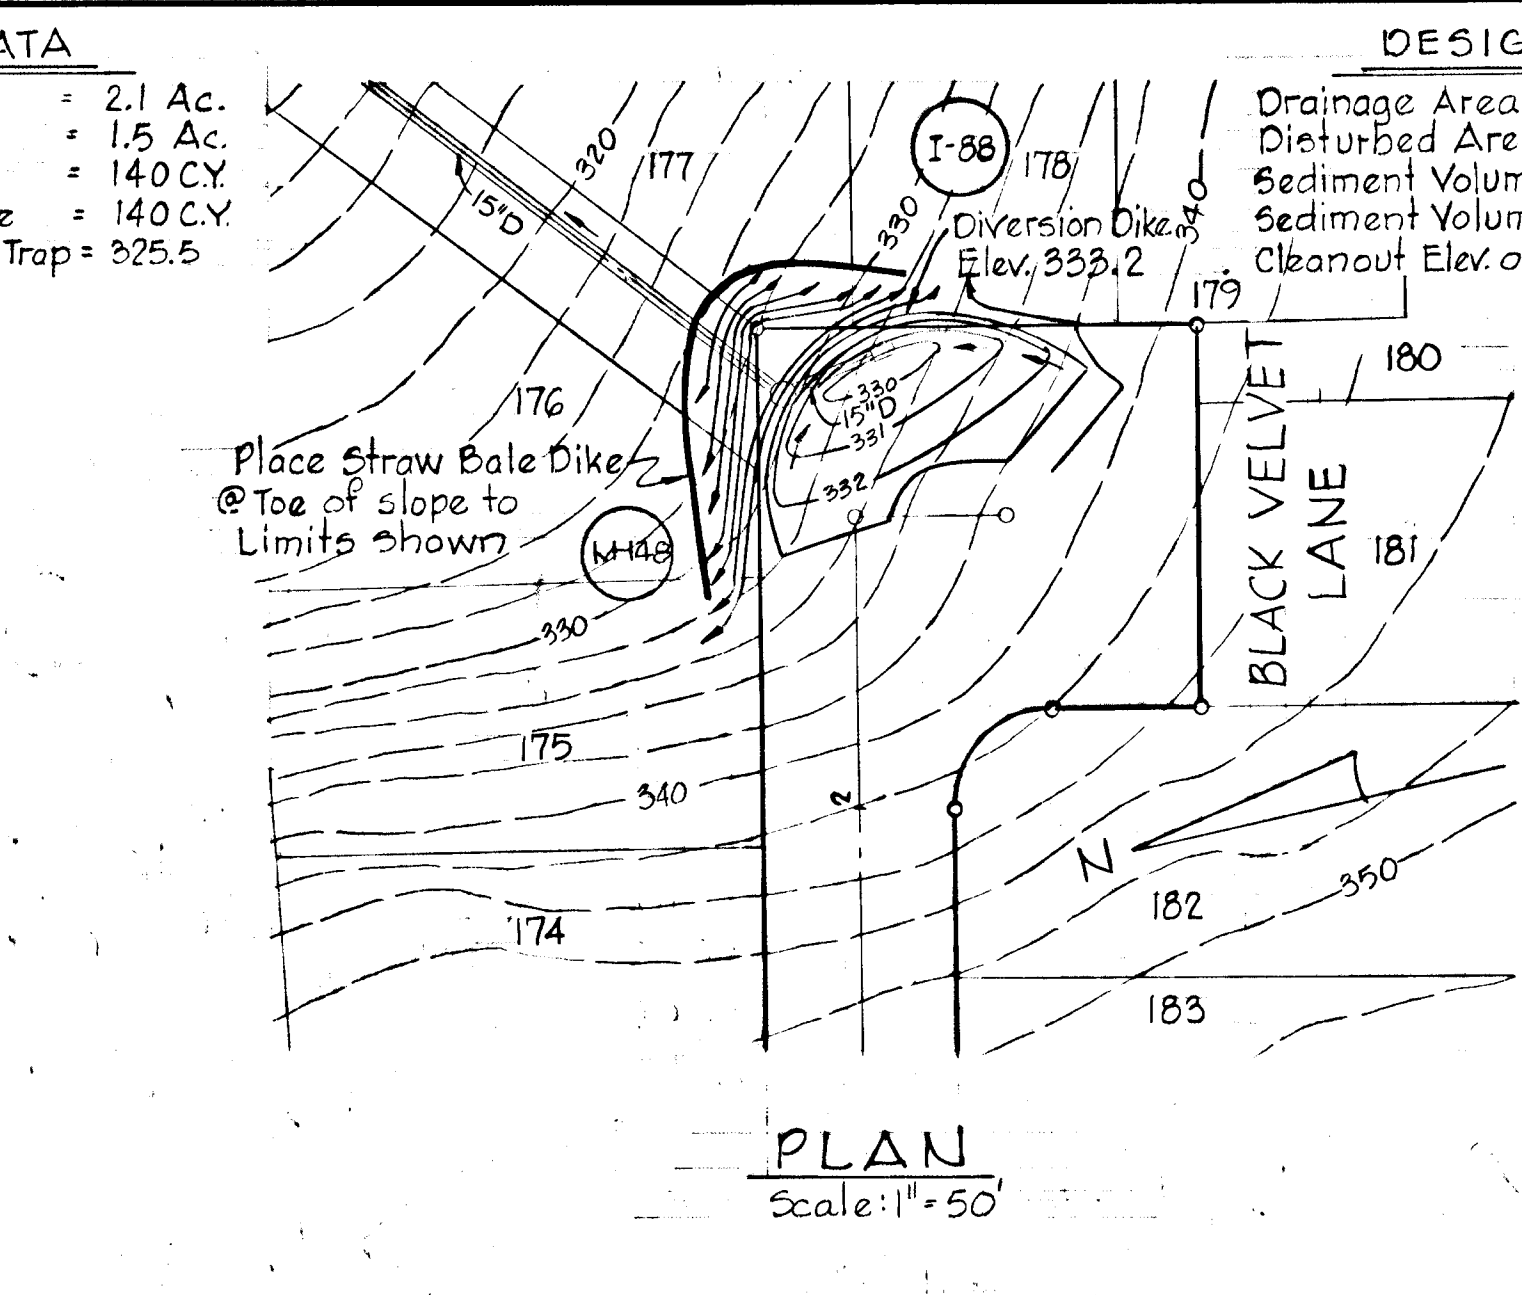 ATA
= 2.1 Ac.
= 1.5 Ac.
= 140 C.Y.
= 140 C.Y.
Trap = 325.5
DESIG
Drainage Area
Disturbed Are
Sediment Volum
Sediment Volum
Cleanout Elev. o
I-88
320
177
178
340
15"D
330
Diversion Dike
Elev. 333.2
179
180
176
330
15"D
331
332
Place Straw Bale Dike
@ Toe of slope to
Limits shown
MH48
BLACK VELVET
LANE
181
330
175
340
2
N
350
182
174
183
PLAN
Scale: 1" = 50'